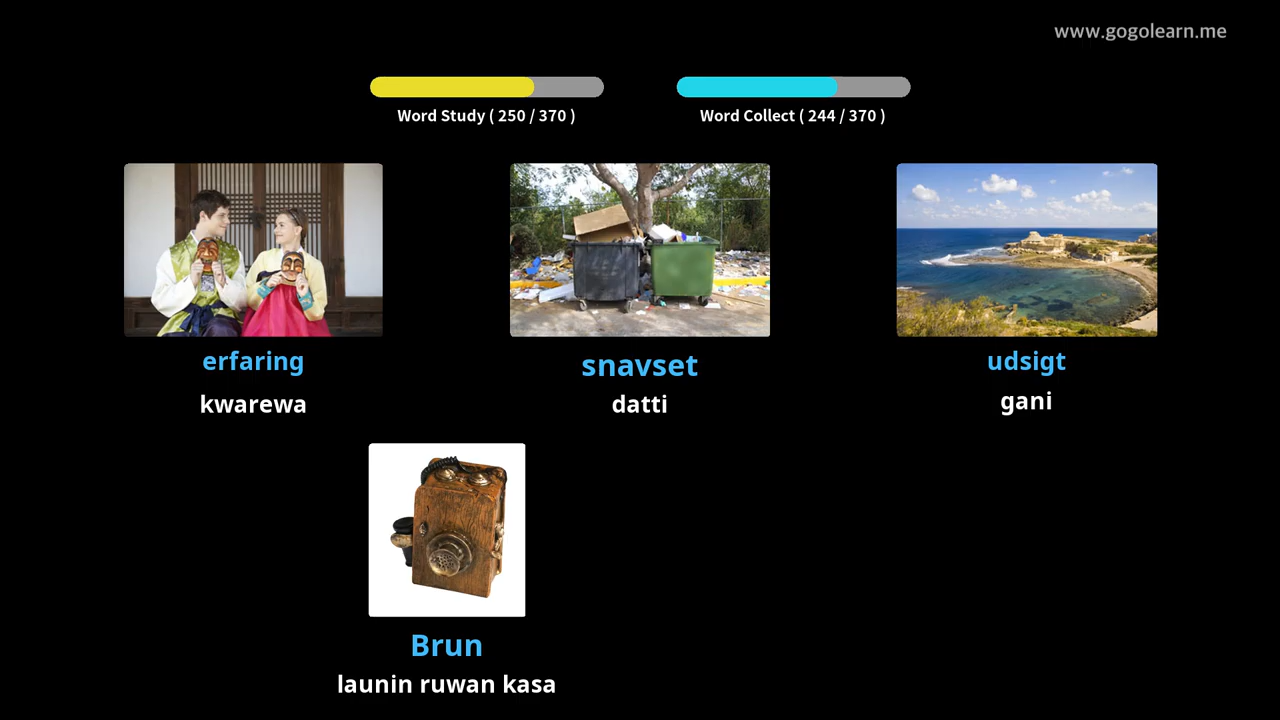 www.gogolearn.me
Word Study ( 250 / 370 )
Word Collect ( 244 / 370 )
erfaring
kwarewa
snavset
datti
udsigt
gani
Brun
launin ruwan kasa